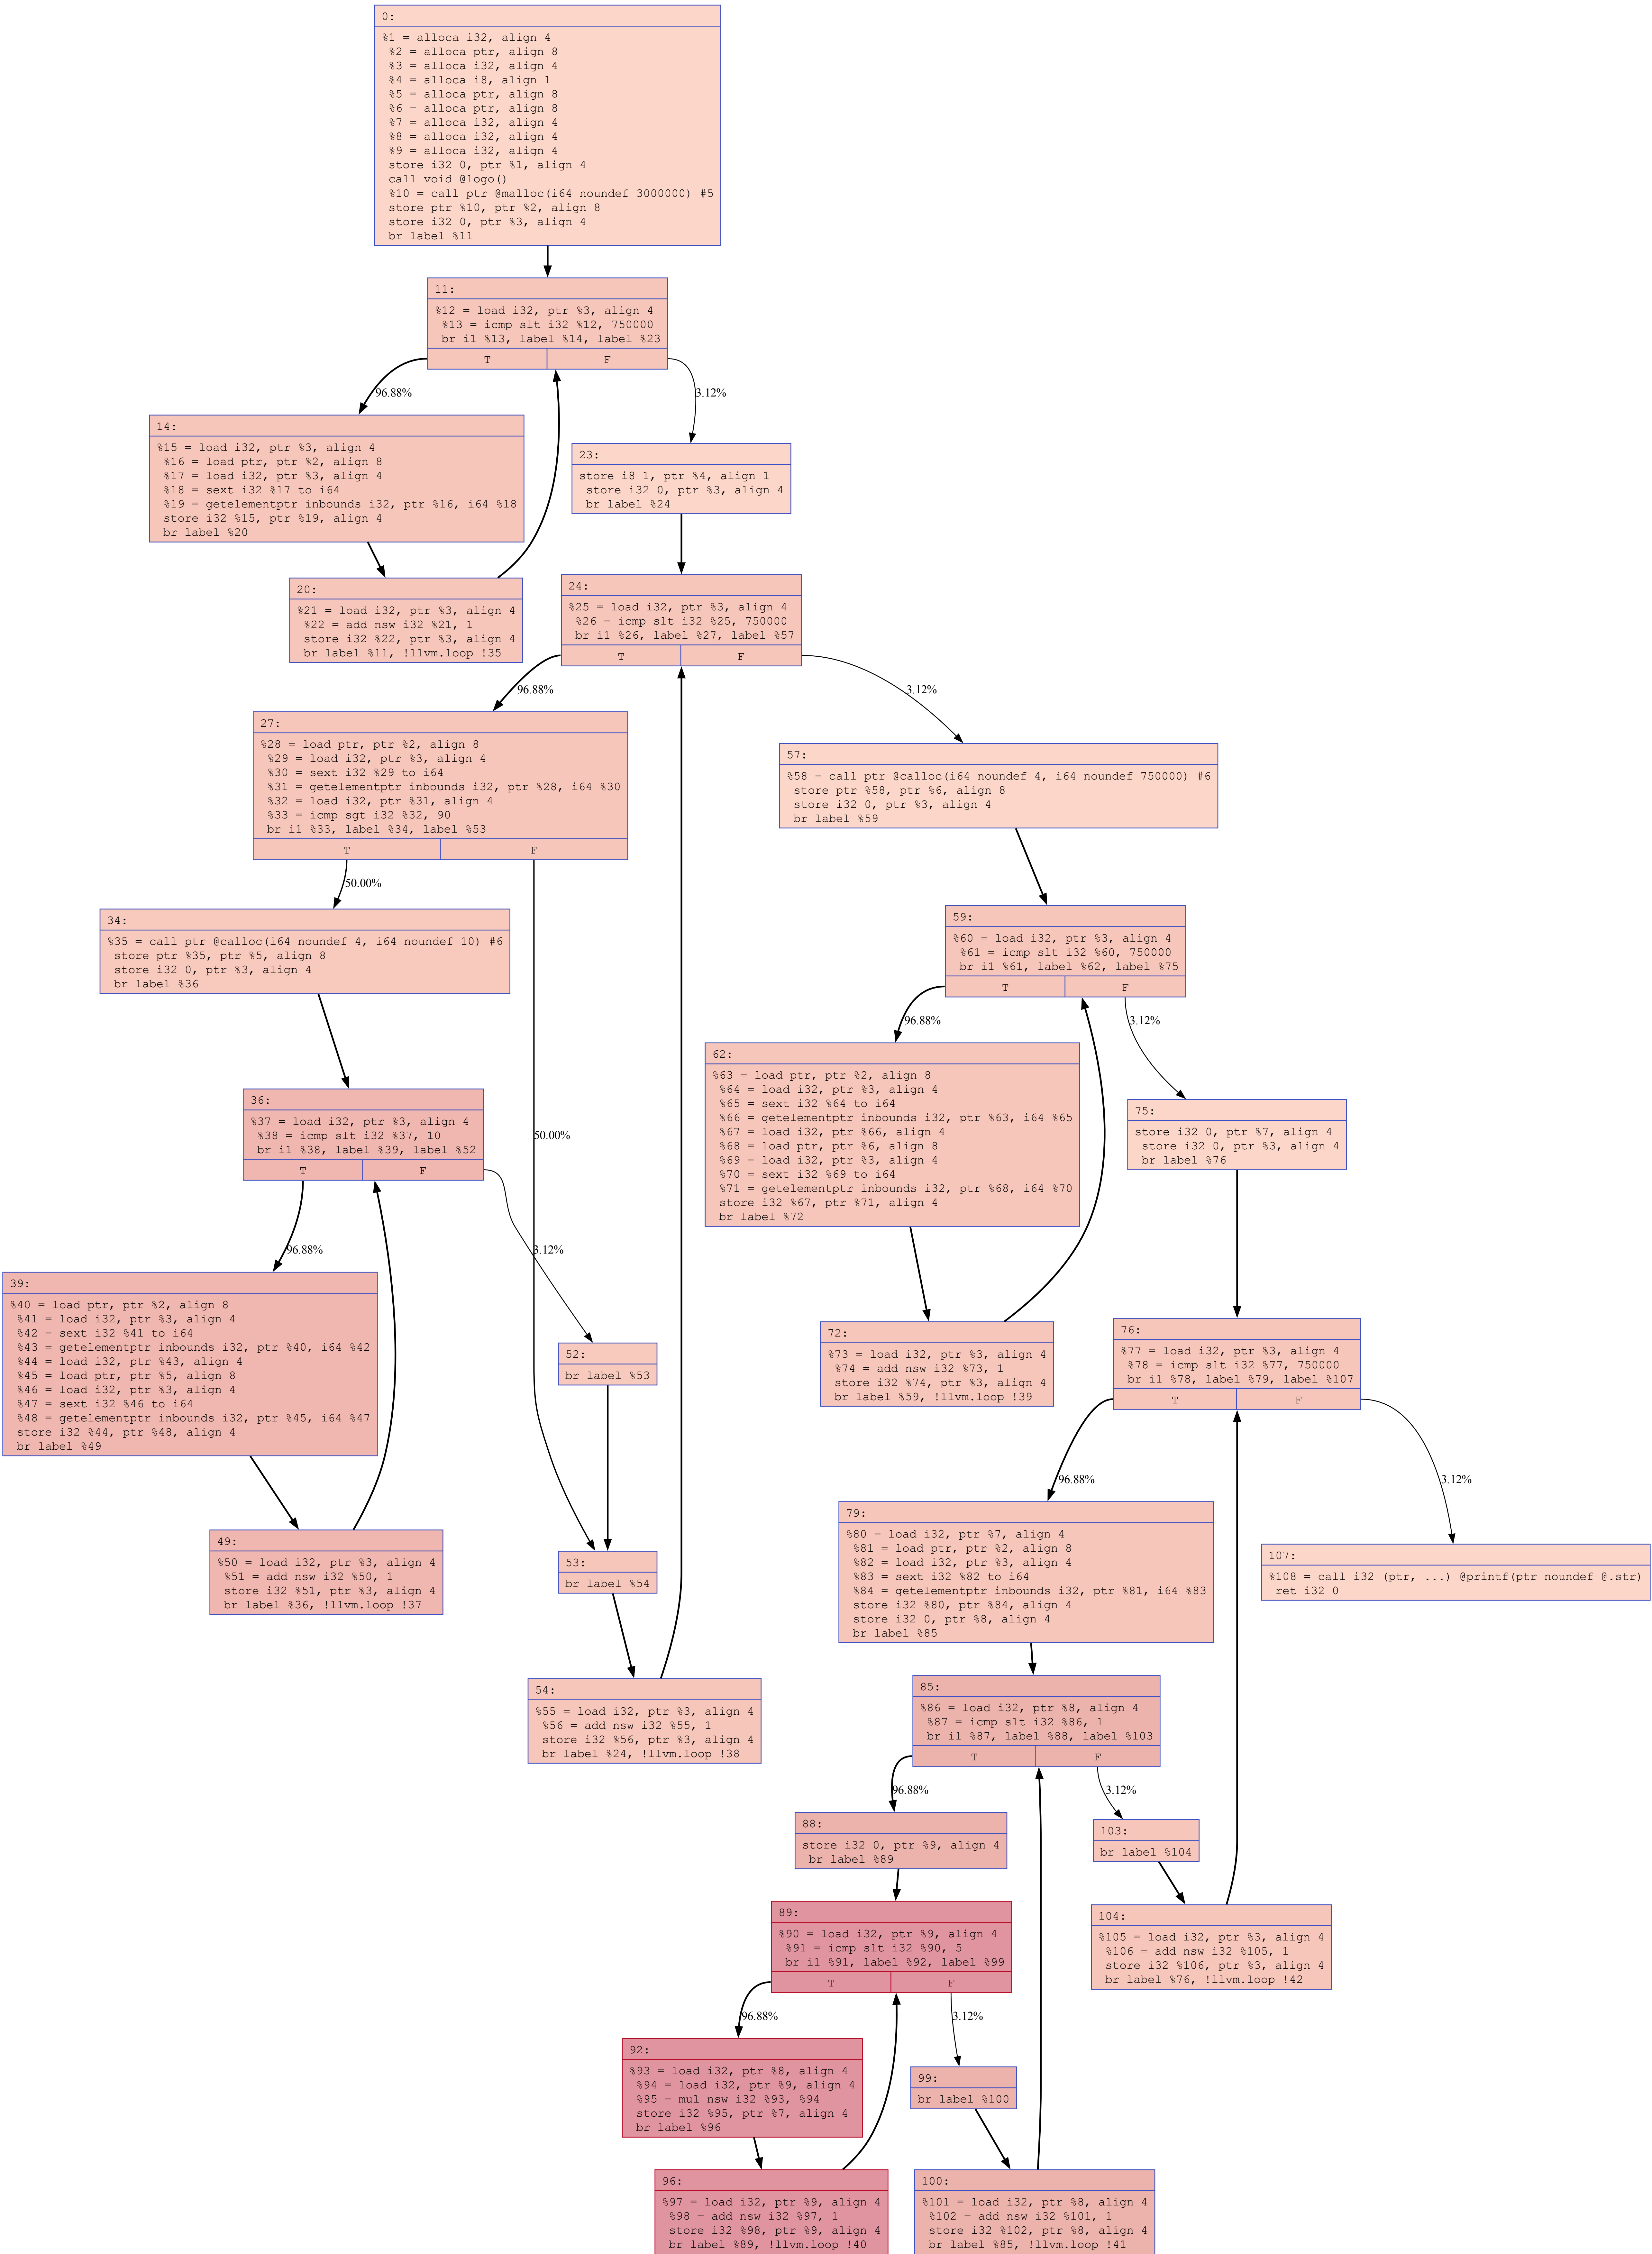 0:
%1 = alloca i32, align 4
%2 = alloca ptr, align 8
%3 = alloca i32, align 4
%4 = alloca i8, align 1
%5 = alloca ptr, align 8
%6 = alloca ptr, align 8
%7 = alloca i32, align 4
%8 = alloca i32, align 4
%9 = alloca i32, align 4
store i32 0, ptr %1, align 4
call void @logo()
%10 = call ptr @malloc(i64 noundef 3000000) #5
store ptr %10, ptr %2, align 8
store i32 0, ptr %3, align 4
br label %11
11:
%12 = load i32, ptr %3, align 4
%13 = icmp slt i32 %12, 750000
br i1 %13, label %14, label %23
T F
96.88%
3.12%
14:
%15 = load i32, ptr %3, align 4
%16 = load ptr, ptr %2, align 8
%17 = load i32, ptr %3, align 4
%18 = sext i32 %17 to i64
%19 = getelementptr inbounds i32, ptr %16, i64 %18
store i32 %15, ptr %19, align 4
br label %20
23:
store i8 1, ptr %4, align 1
store i32 0, ptr %3, align 4
br label %24
20:
%21 = load i32, ptr %3, align 4
%22 = add nsw i32 %21, 1
store i32 %22, ptr %3, align 4
br label %11, !llvm.loop !35
24:
%25 = load i32, ptr %3, align 4
%26 = icmp slt i32 %25, 750000
br i1 %26, label %27, label %57
T F
96.88%
3.12%
27:
%28 = load ptr, ptr %2, align 8
%29 = load i32, ptr %3, align 4
%30 = sext i32 %29 to i64
%31 = getelementptr inbounds i32, ptr %28, i64 %30
%32 = load i32, ptr %31, align 4
%33 = icmp sgt i32 %32, 90
br i1 %33, label %34, label %53
T F
50.00%
57:
%58 = call ptr @calloc(i64 noundef 4, i64 noundef 750000) #6
store ptr %58, ptr %6, align 8
store i32 0, ptr %3, align 4
br label %59
34:
%35 = call ptr @calloc(i64 noundef 4, i64 noundef 10) #6
store ptr %35, ptr %5, align 8
store i32 0, ptr %3, align 4
br label %36
59:
%60 = load i32, ptr %3, align 4
%61 = icmp slt i32 %60, 750000
br i1 %61, label %62, label %75
T F
96.88%
3.12%
62:
%63 = load ptr, ptr %2, align 8
%64 = load i32, ptr %3, align 4
%65 = sext i32 %64 to i64
%66 = getelementptr inbounds i32, ptr %63, i64 %65
%67 = load i32, ptr %66, align 4
%68 = load ptr, ptr %6, align 8
%69 = load i32, ptr %3, align 4
%70 = sext i32 %69 to i64
%71 = getelementptr inbounds i32, ptr %68, i64 %70
store i32 %67, ptr %71, align 4
br label %72
36:
%37 = load i32, ptr %3, align 4
%38 = icmp slt i32 %37, 10
br i1 %38, label %39, label %52
T F
50.00%
96.88%
3.12%
75:
store i32 0, ptr %7, align 4
store i32 0, ptr %3, align 4
br label %76
39:
%40 = load ptr, ptr %2, align 8
%41 = load i32, ptr %3, align 4
%42 = sext i32 %41 to i64
%43 = getelementptr inbounds i32, ptr %40, i64 %42
%44 = load i32, ptr %43, align 4
%45 = load ptr, ptr %5, align 8
%46 = load i32, ptr %3, align 4
%47 = sext i32 %46 to i64
%48 = getelementptr inbounds i32, ptr %45, i64 %47
store i32 %44, ptr %48, align 4
br label %49
52:
br label %53
72:
%73 = load i32, ptr %3, align 4
%74 = add nsw i32 %73, 1
store i32 %74, ptr %3, align 4
br label %59, !llvm.loop !39
76:
%77 = load i32, ptr %3, align 4
%78 = icmp slt i32 %77, 750000
br i1 %78, label %79, label %107
T F
96.88%
3.12%
49:
%50 = load i32, ptr %3, align 4
%51 = add nsw i32 %50, 1
store i32 %51, ptr %3, align 4
br label %36, !llvm.loop !37
53:
br label %54
79:
%80 = load i32, ptr %7, align 4
%81 = load ptr, ptr %2, align 8
%82 = load i32, ptr %3, align 4
%83 = sext i32 %82 to i64
%84 = getelementptr inbounds i32, ptr %81, i64 %83
store i32 %80, ptr %84, align 4
store i32 0, ptr %8, align 4
br label %85
107:
%108 = call i32 (ptr, ...) @printf(ptr noundef @.str)
ret i32 0
54:
%55 = load i32, ptr %3, align 4
%56 = add nsw i32 %55, 1
store i32 %56, ptr %3, align 4
br label %24, !llvm.loop !38
85:
%86 = load i32, ptr %8, align 4
%87 = icmp slt i32 %86, 1
br i1 %87, label %88, label %103
T F
96.88%
3.12%
88:
store i32 0, ptr %9, align 4
br label %89
103:
br label %104
89:
%90 = load i32, ptr %9, align 4
%91 = icmp slt i32 %90, 5
br i1 %91, label %92, label %99
T F
96.88%
3.12%
104:
%105 = load i32, ptr %3, align 4
%106 = add nsw i32 %105, 1
store i32 %106, ptr %3, align 4
br label %76, !llvm.loop !42
92:
%93 = load i32, ptr %8, align 4
%94 = load i32, ptr %9, align 4
%95 = mul nsw i32 %93, %94
store i32 %95, ptr %7, align 4
br label %96
99:
br label %100
96:
%97 = load i32, ptr %9, align 4
%98 = add nsw i32 %97, 1
store i32 %98, ptr %9, align 4
br label %89, !llvm.loop !40
100:
%101 = load i32, ptr %8, align 4
%102 = add nsw i32 %101, 1
store i32 %102, ptr %8, align 4
br label %85, !llvm.loop !41